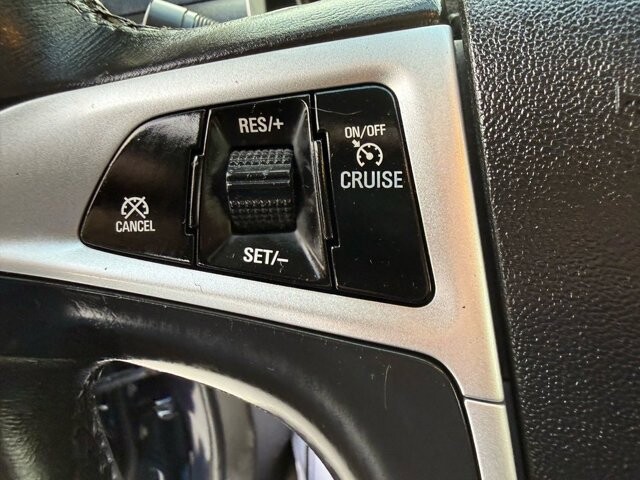 RES/+
ON/OFF
CRUISE
CANCEL
SET/-